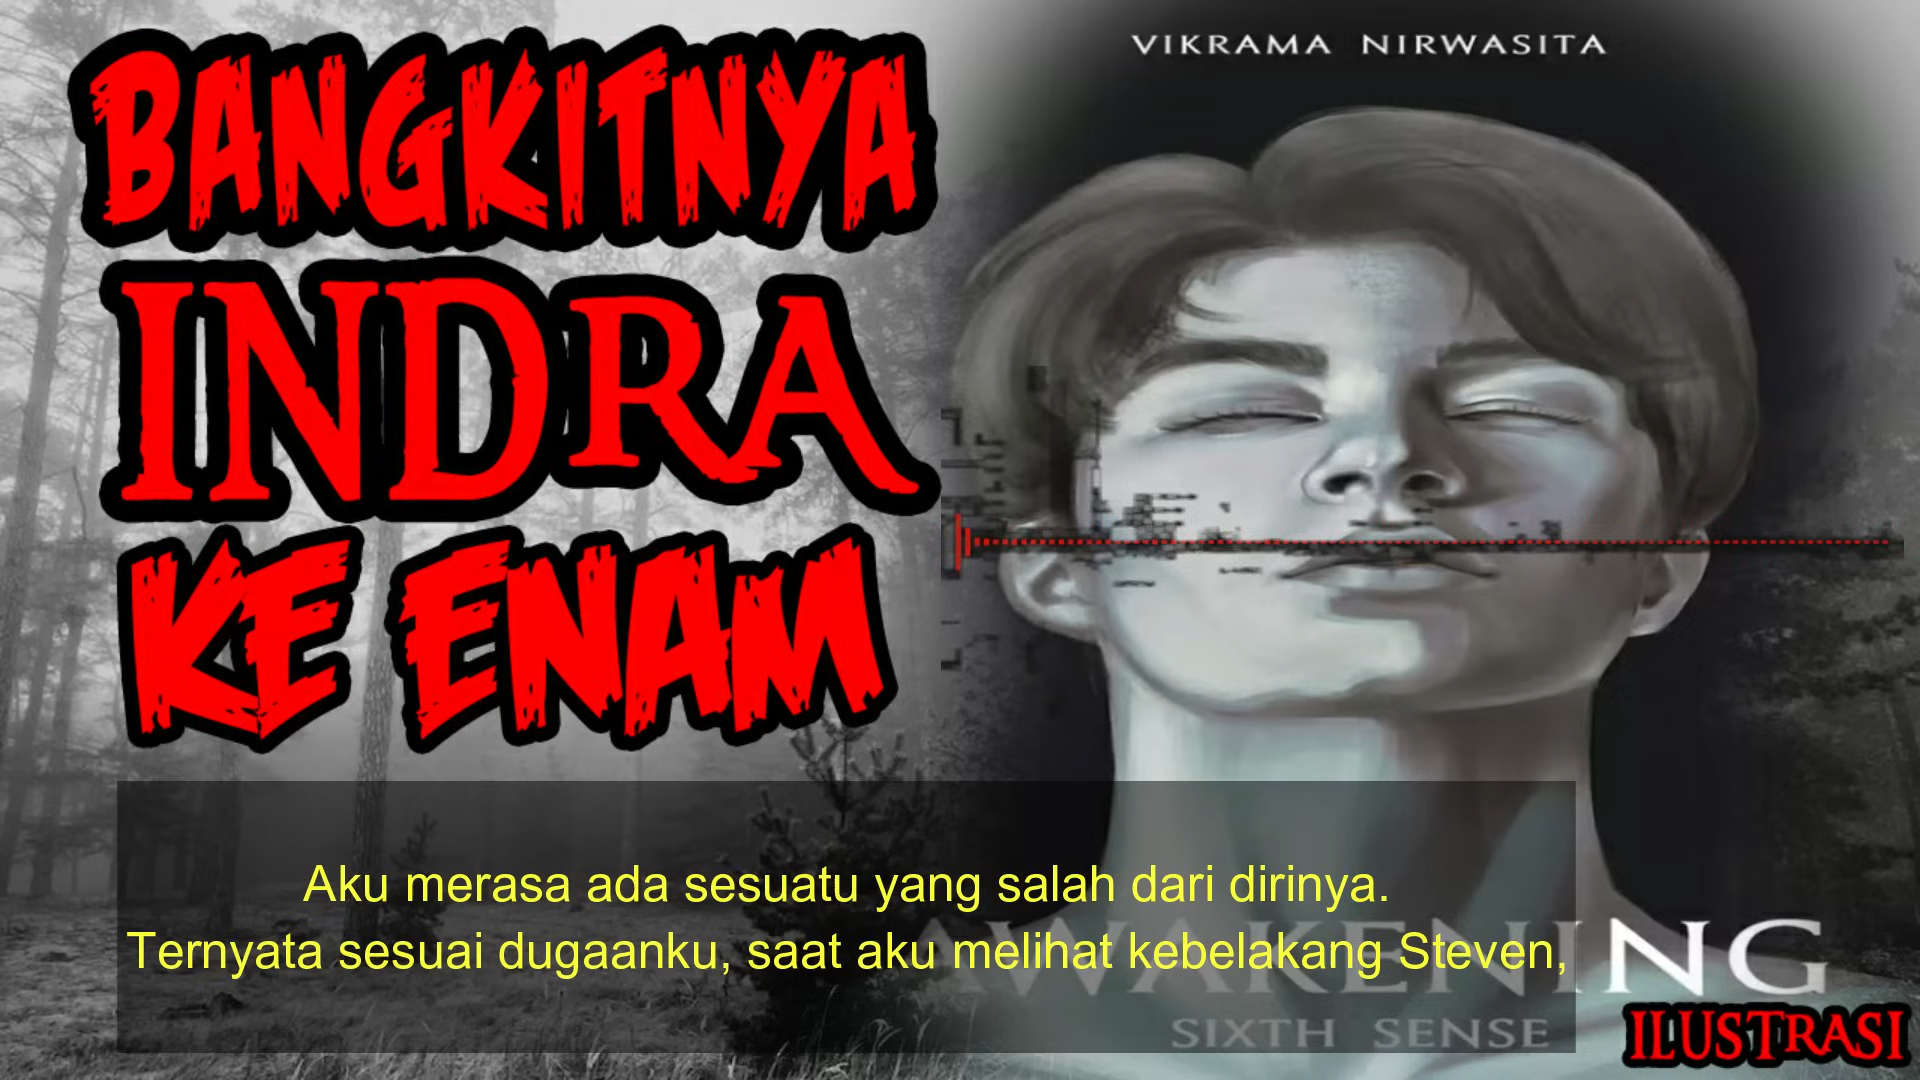 VIKRAMA NIRWASITA
BANGKITNYA
INDRA
KE ENAM
Aku merasa ada sesuatu yang salah dari dirinya.
Ternyata sesuai dugaanku, saat aku melihat kebelakang Steven,
AWAKENING
SIXTH SENSE
ILUSTRASI